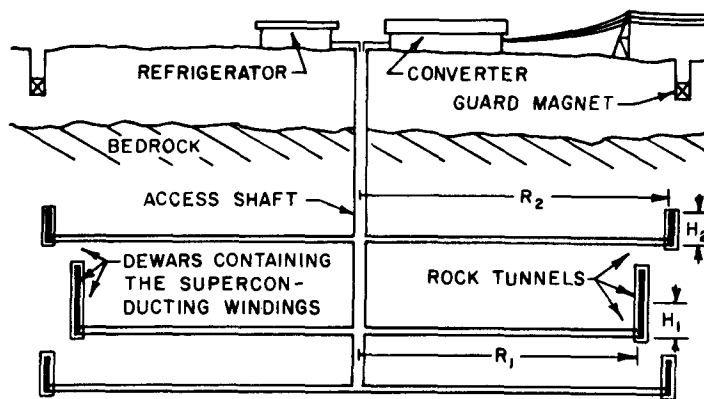 REFRIGERATOR
CONVERTER
GUARD MAGNET
BEDROCK
ACCESS SHAFT
R₂
H₂
DEWARS CONTAINING
THE SUPERCON-
DUCTING WINDINGS
ROCK TUNNELS
H₁
R₁